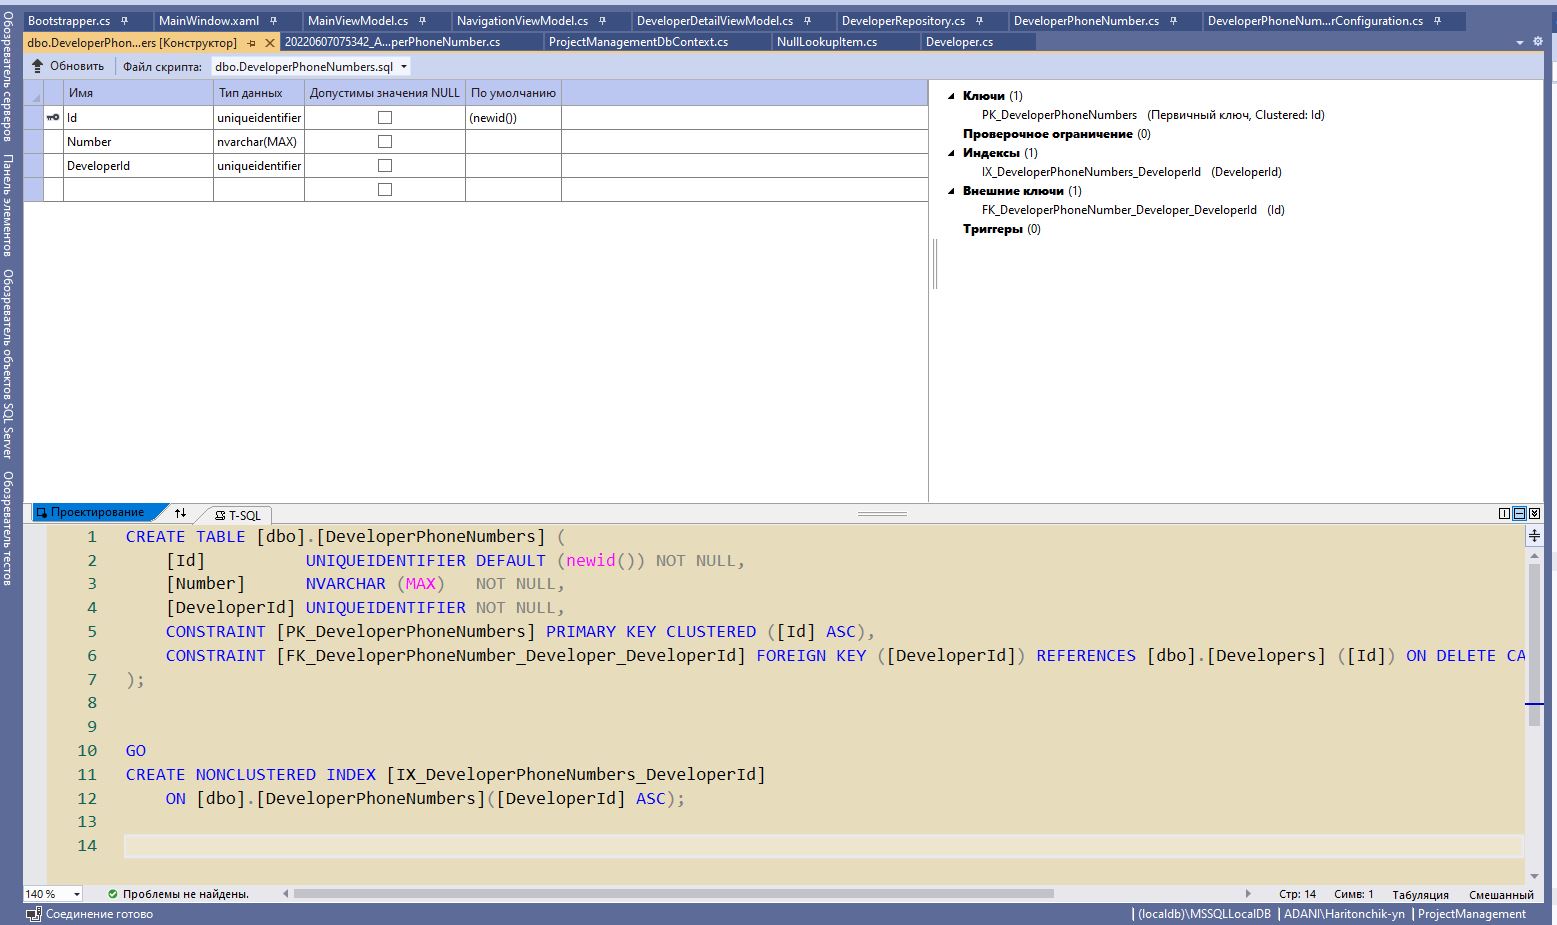 Bootstrapper.cs MainWindow.xaml MainViewModel.cs NavigationViewModel.cs DeveloperDetailViewModel.cs DeveloperRepository.cs DeveloperPhoneNumber.cs DeveloperPhoneNum...rConfiguration.cs
dbo.DeveloperPhon...ers [Конструктор] 20220607075342_A...perPhoneNumber.cs ProjectManagementDbContext.cs NullLookupItem.cs Developer.cs
Обновить Файл скрипта: dbo.DeveloperPhoneNumbers.sql
Обозреватель серверов
Панель элементов
Обозреватель объектов SQL Server
Обозреватель тестов
Имя Тип данных Допустимы значения NULL По умолчанию
Id uniqueidentifier (newid())
Number nvarchar(MAX)
DeveloperId uniqueidentifier
Ключи (1)
PK_DeveloperPhoneNumbers (Первичный ключ, Clustered: Id)
Проверочное ограничение (0)
Индексы (1)
IX_DeveloperPhoneNumbers_DeveloperId (DeveloperId)
Внешние ключи (1)
FK_DeveloperPhoneNumber_Developer_DeveloperId (Id)
Триггеры (0)
Проектирование T-SQL
1 CREATE TABLE [dbo].[DeveloperPhoneNumbers] (
2 [Id] UNIQUEIDENTIFIER DEFAULT (newid()) NOT NULL,
3 [Number] NVARCHAR (MAX) NOT NULL,
4 [DeveloperId] UNIQUEIDENTIFIER NOT NULL,
5 CONSTRAINT [PK_DeveloperPhoneNumbers] PRIMARY KEY CLUSTERED ([Id] ASC),
6 CONSTRAINT [FK_DeveloperPhoneNumber_Developer_DeveloperId] FOREIGN KEY ([DeveloperId]) REFERENCES [dbo].[Developers] ([Id]) ON DELETE CA
7 );
8
9
10 GO
11 CREATE NONCLUSTERED INDEX [IX_DeveloperPhoneNumbers_DeveloperId]
12 ON [dbo].[DeveloperPhoneNumbers]([DeveloperId] ASC);
13
14
140 % Проблемы не найдены. Стр: 14 Симв: 1 Табуляция Смешанный
Соединение готово (localdb)\MSSQLLocalDB ADANI\Haritonchik-yn ProjectManagement